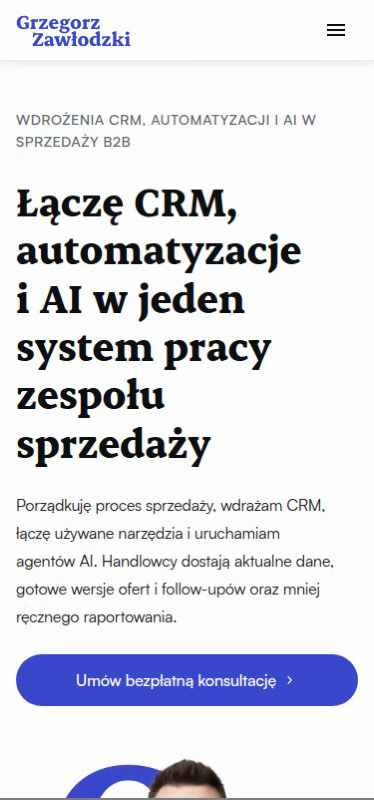 Grzegorz
Zawłodzki
WDROŻENIA CRM, AUTOMATYZACJI I AI W
SPRZEDAŻY B2B
Łączę CRM,
automatyzacje
i AI w jeden
system pracy
zespołu
sprzedaży
Porządkuję proces sprzedaży, wdrażam CRM,
łączę używane narzędzia i uruchamiam
agentów AI. Handlowcy dostają aktualne dane,
gotowe wersje ofert i follow-upów oraz mniej
ręcznego raportowania.
Umów bezpłatną konsultację